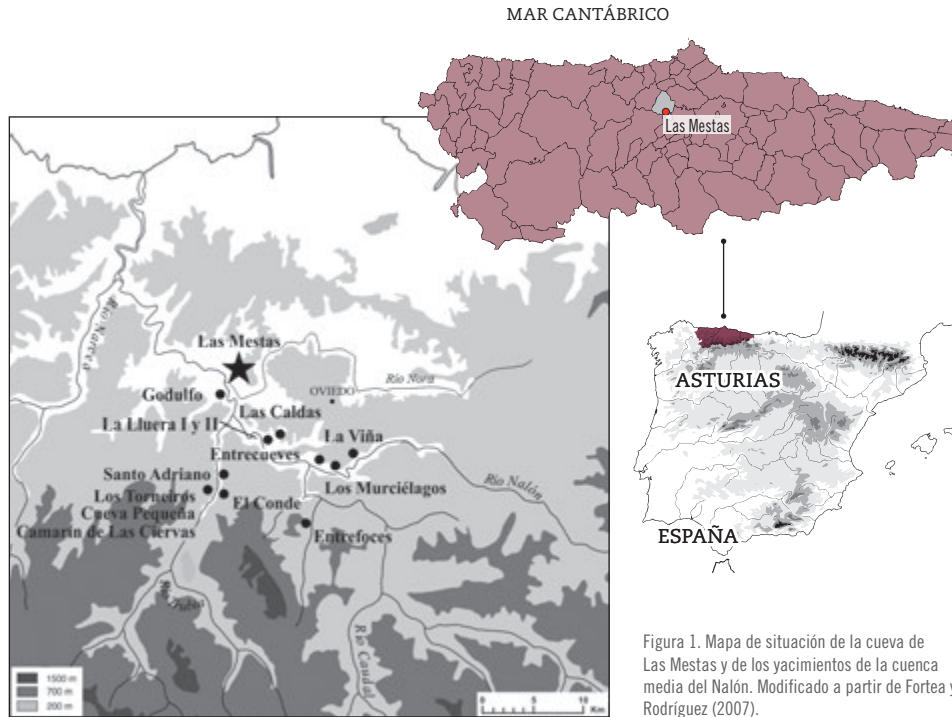 MAR CANTÁBRICO
Las Mestas
Río Narcea
Las Mestas
Godulfo
OVIEDO
Río Nora
Las Caldas
La Lluera I y II
La Viña
Entrecueves
Río Nalón
Santo Adriano
Los Murciélagos
Los Torneiros
El Conde
Cueva Pequeña
Camarín de Las Ciervas
Entrefoces
Río Caudal
1500 m
700 m
200 m
0 5 10
Km
ASTURIAS
ESPAÑA
Figura 1. Mapa de situación de la cueva de
Las Mestas y de los yacimientos de la cuenca
media del Nalón. Modificado a partir de Fortea y
Rodríguez (2007).